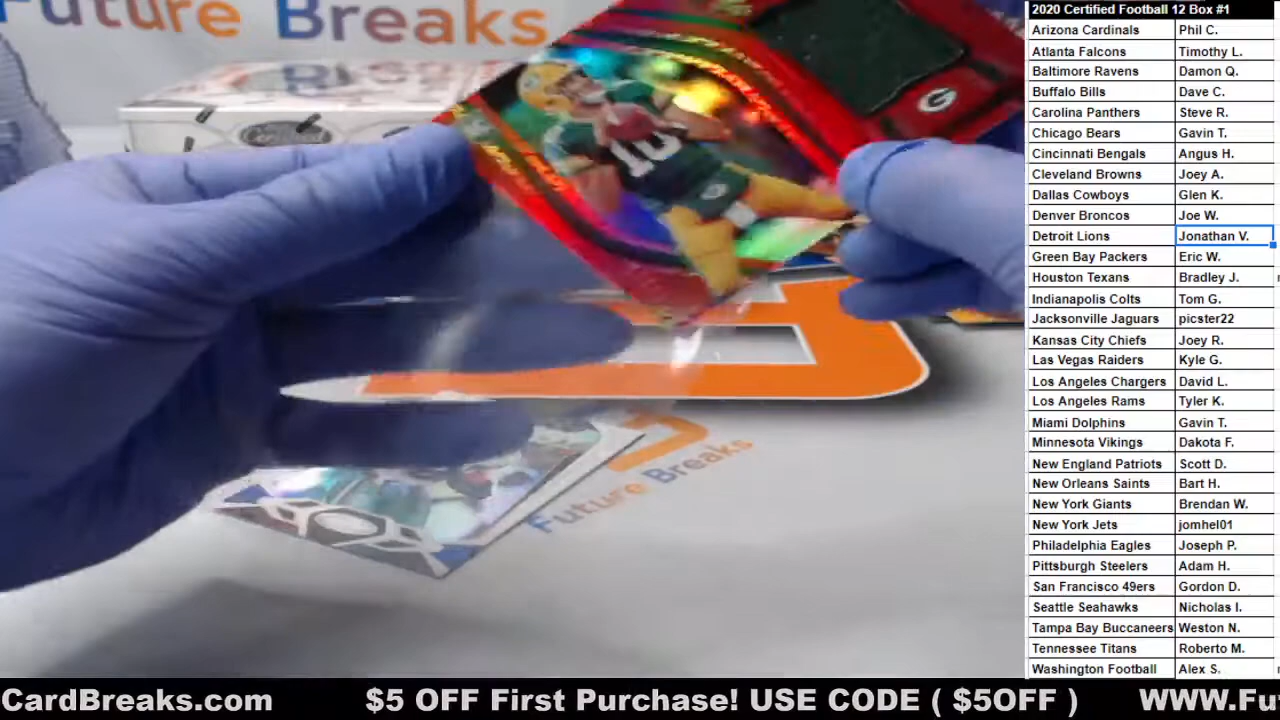 Future Breaks
10
G
G
Future Breaks
2020 Certified Football 12 Box #1
Arizona Cardinals Phil C.
Atlanta Falcons Timothy L.
Baltimore Ravens Damon Q.
Buffalo Bills Dave C.
Carolina Panthers Steve R.
Chicago Bears Gavin T.
Cincinnati Bengals Angus H.
Cleveland Browns Joey A.
Dallas Cowboys Glen K.
Denver Broncos Joe W.
Detroit Lions Jonathan V.
Green Bay Packers Eric W.
Houston Texans Bradley J.
Indianapolis Colts Tom G.
Jacksonville Jaguars picster22
Kansas City Chiefs Joey R.
Las Vegas Raiders Kyle G.
Los Angeles Chargers David L.
Los Angeles Rams Tyler K.
Miami Dolphins Gavin T.
Minnesota Vikings Dakota F.
New England Patriots Scott D.
New Orleans Saints Bart H.
New York Giants Brendan W.
New York Jets jomhel01
Philadelphia Eagles Joseph P.
Pittsburgh Steelers Adam H.
San Francisco 49ers Gordon D.
Seattle Seahawks Nicholas I.
Tampa Bay Buccaneers Weston N.
Tennessee Titans Roberto M.
Washington Football Alex S.
CardBreaks.com $5 OFF First Purchase! USE CODE ( $5OFF ) WWW.Fu